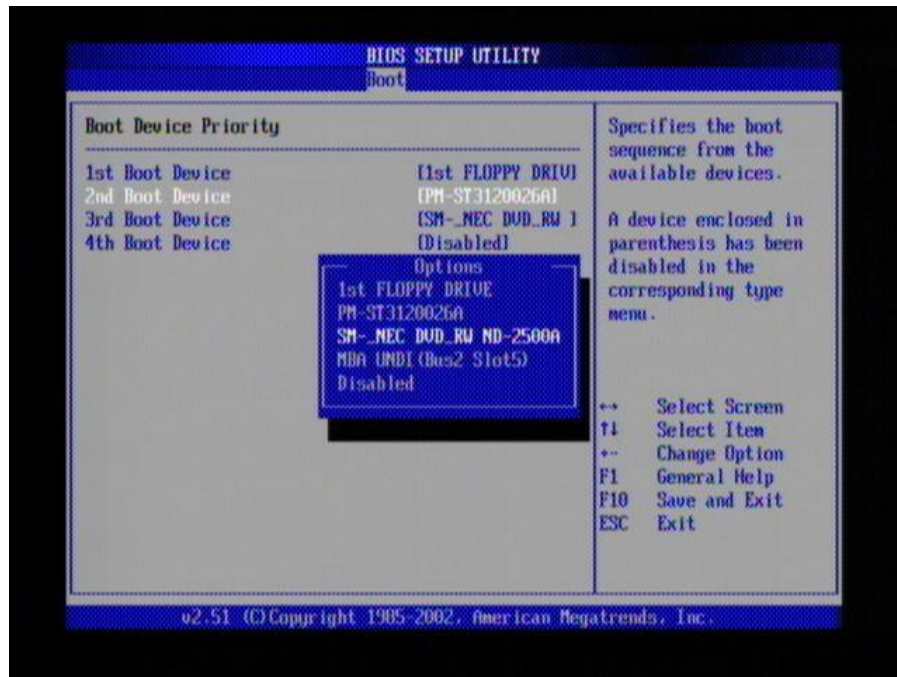 BIOS SETUP UTILITY
Boot
Boot Device Priority
1st Boot Device [1st FLOPPY DRIV]
2nd Boot Device [PM-ST3120026A]
3rd Boot Device [SM-_NEC DVD_RW ]
4th Boot Device [Disabled]
Options
1st FLOPPY DRIVE
PM-ST3120026A
SM-_NEC DVD_RW ND-2500A
MBA UNDI (Bus2 Slot5)
Disabled
Specifies the boot
sequence from the
available devices.
A device enclosed in
parenthesis has been
disabled in the
corresponding type
menu.
↔ Select Screen
↑↓ Select Item
+- Change Option
F1 General Help
F10 Save and Exit
ESC Exit
v2.51 (C)Copyright 1985-2002, American Megatrends, Inc.